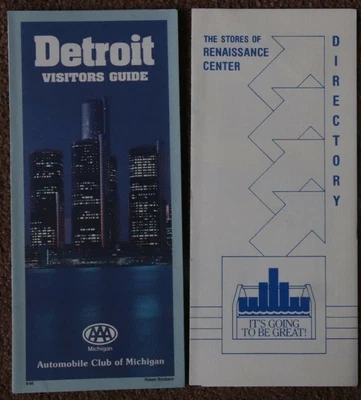 Detroit
VISITORS GUIDE
AAA
Michigan
Automobile Club of Michigan
THE STORES OF
RENAISSANCE
CENTER
DIRECTORY
IT'S GOING
TO BE GREAT!